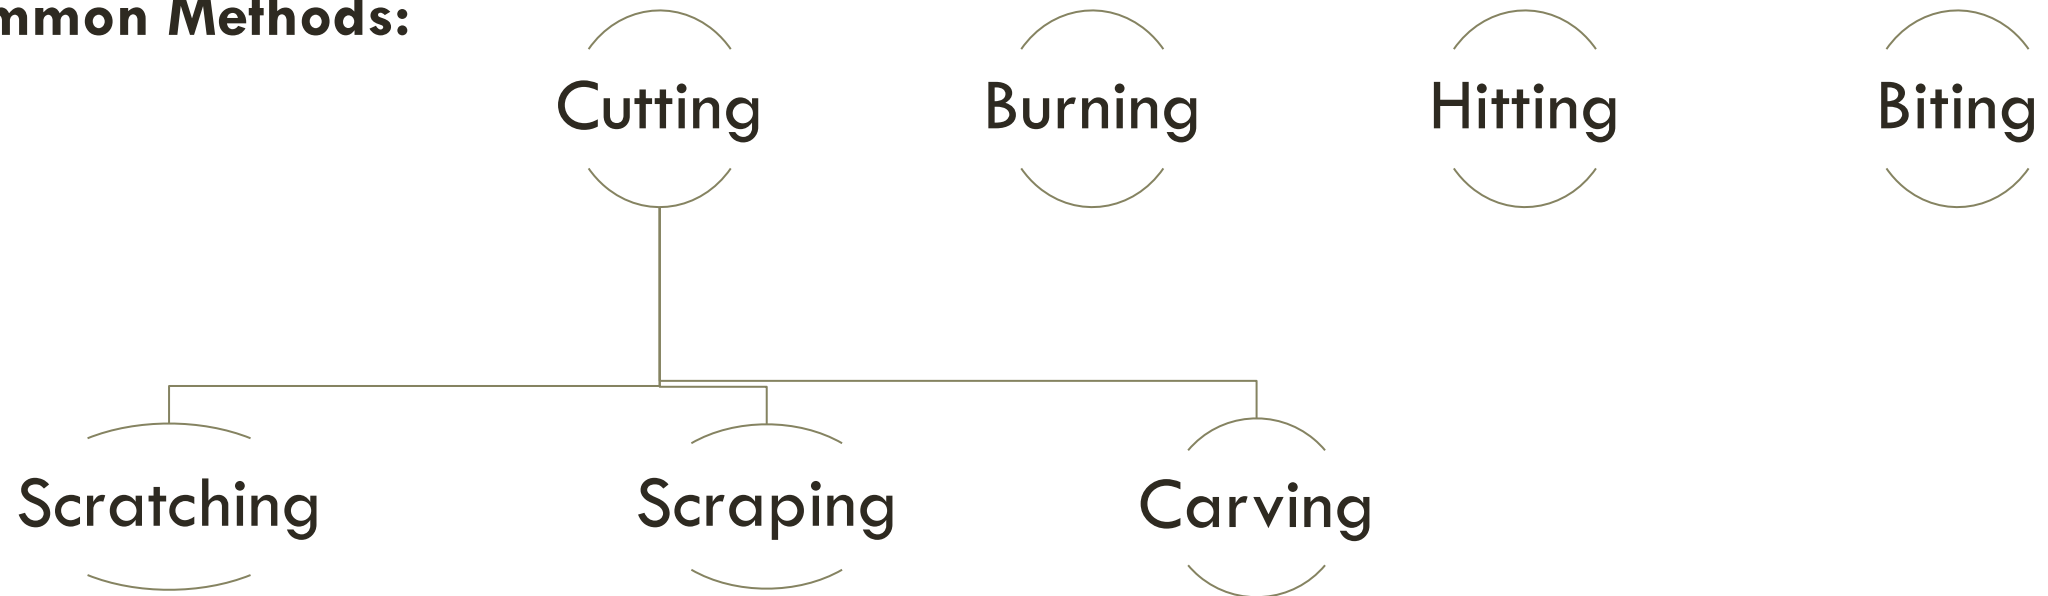 mmon Methods:
Cutting
Burning
Hitting
Biting
Scratching
Scraping
Carving